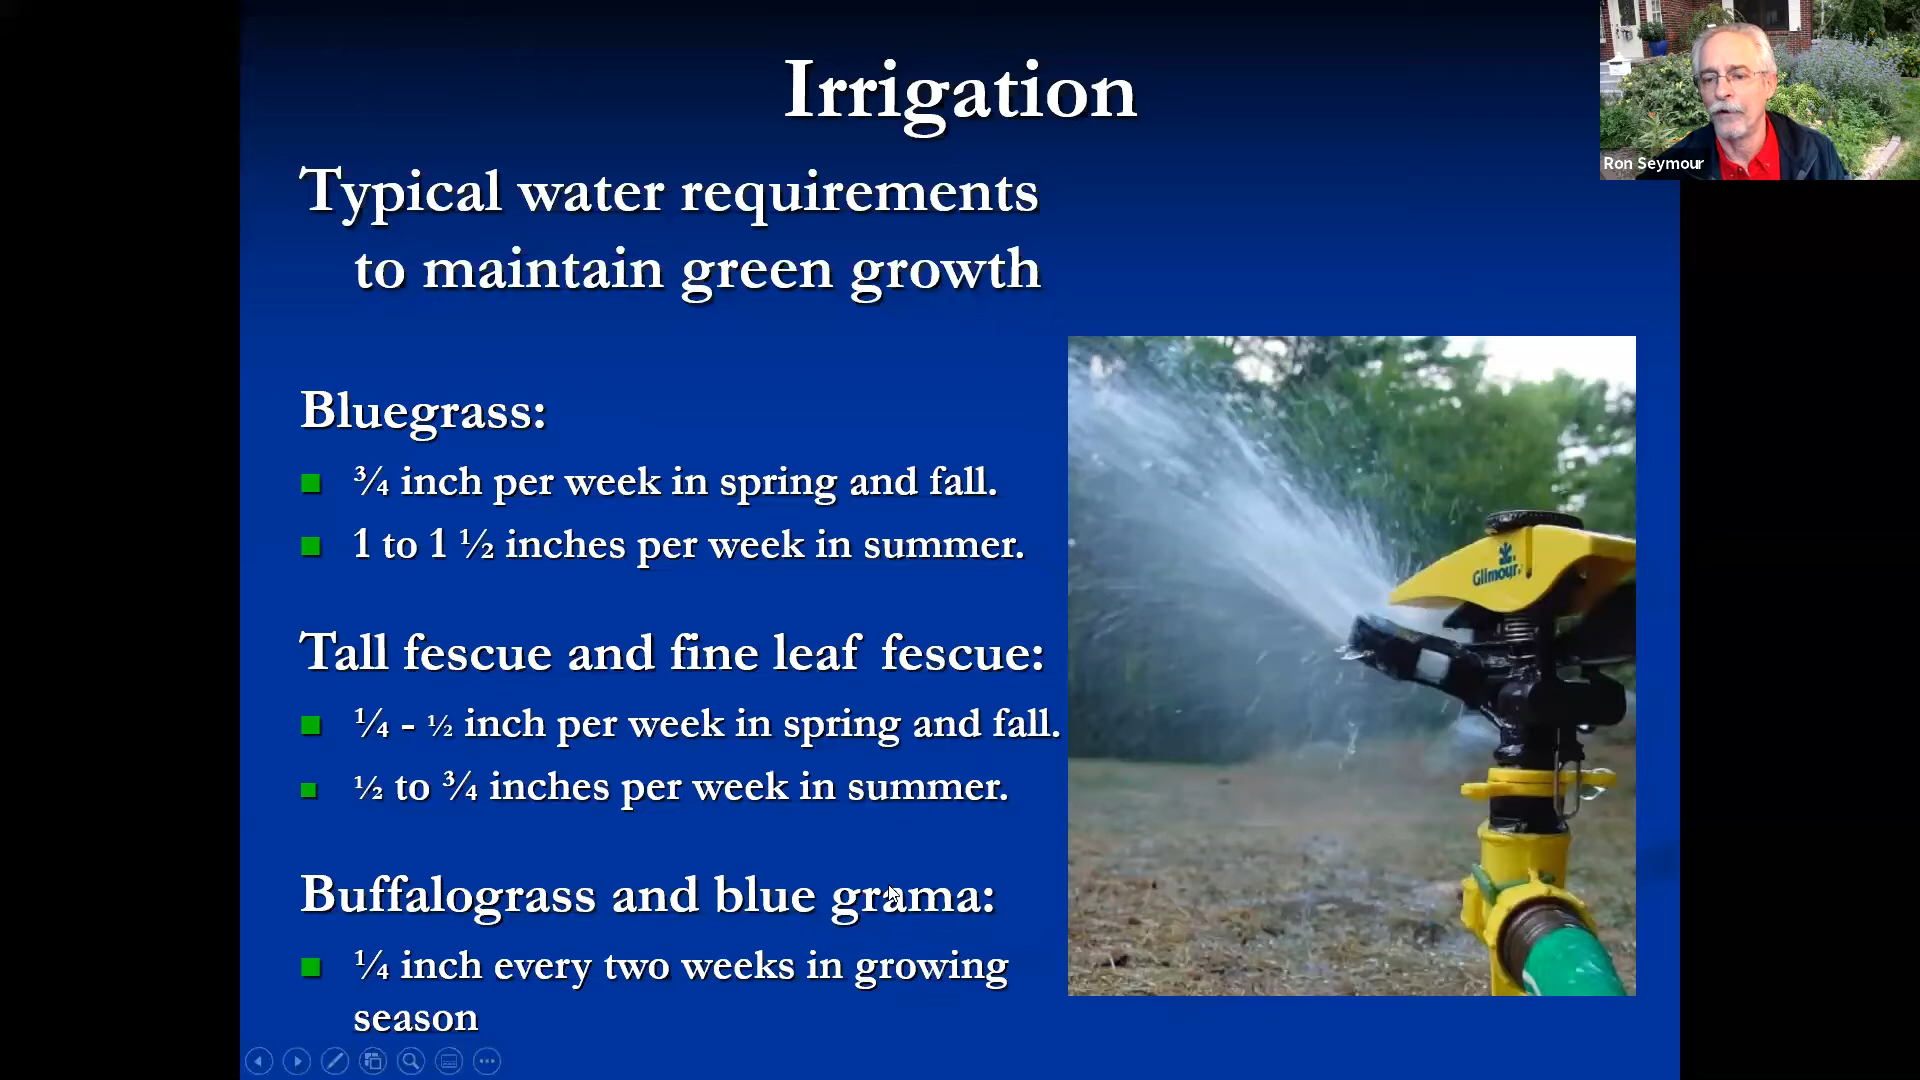 Irrigation
Ron Seymour
Typical water requirements
to maintain green growth
Bluegrass:
¾ inch per week in spring and fall.
1 to 1 ½ inches per week in summer.
Gilmour
Tall fescue and fine leaf fescue:
¼ - ½ inch per week in spring and fall.
½ to ¾ inches per week in summer.
Buffalograss and blue grama:
¼ inch every two weeks in growing
season